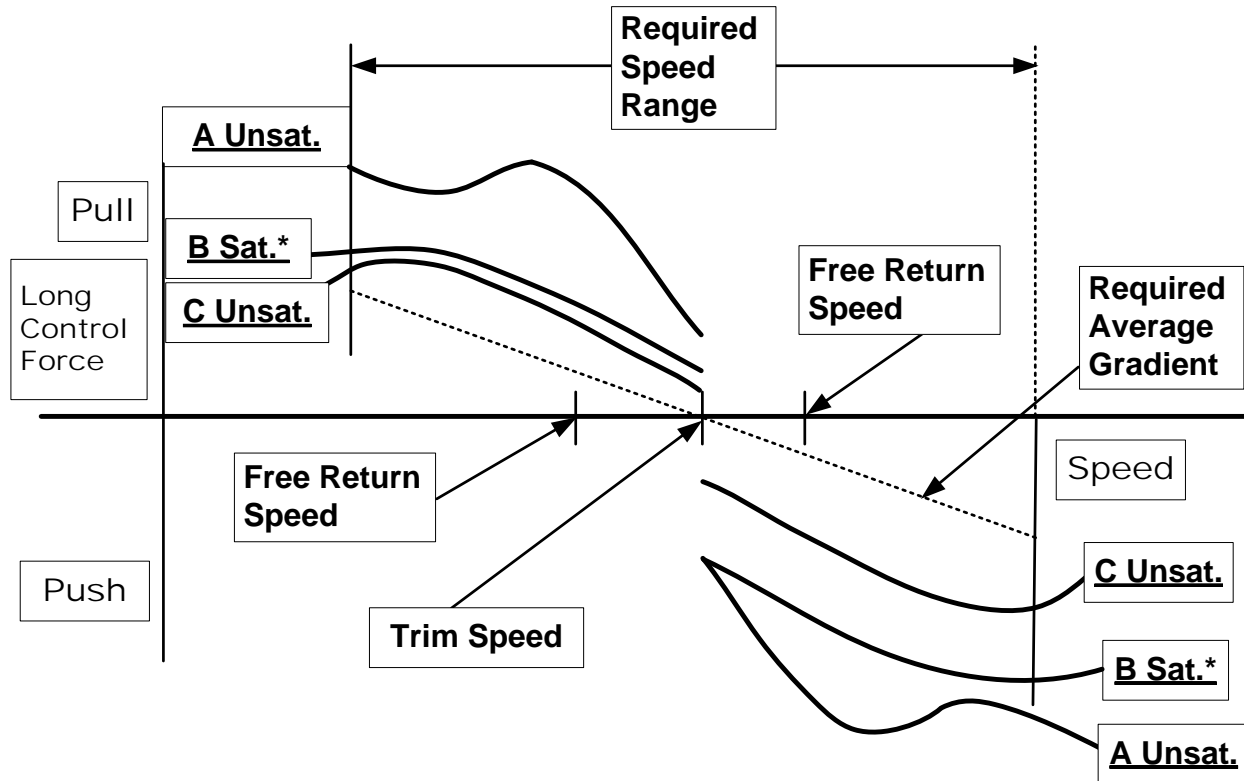 Required
Speed
Range
A Unsat.
Pull
B Sat.*
Long
Control
Force
C Unsat.
Free Return
Speed
Required
Average
Gradient
Free Return
Speed
Speed
Push
Trim Speed
C Unsat.
B Sat.*
A Unsat.